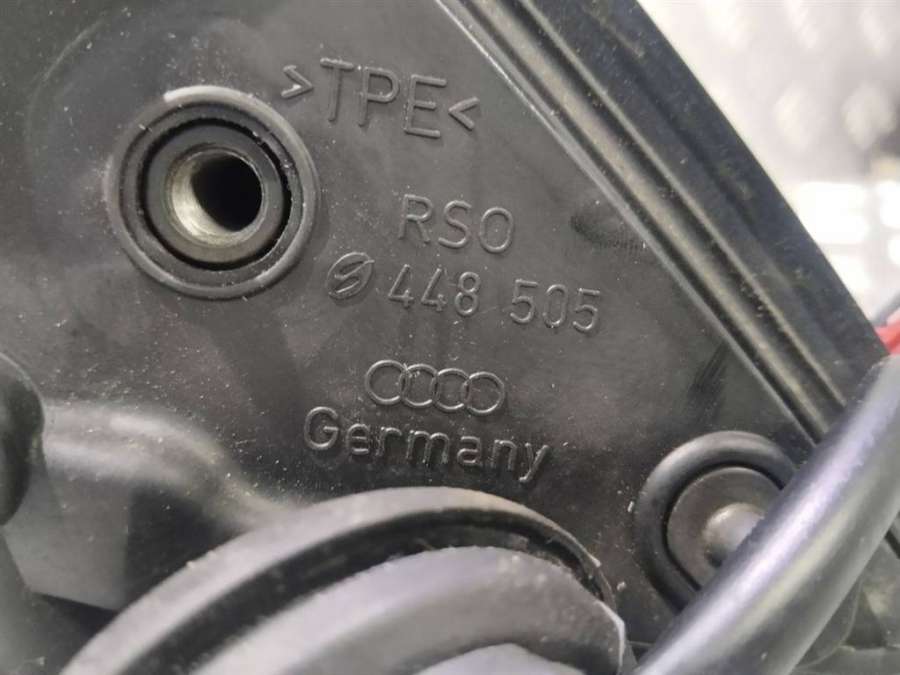 >TPE<
RSO
448 505
Germany